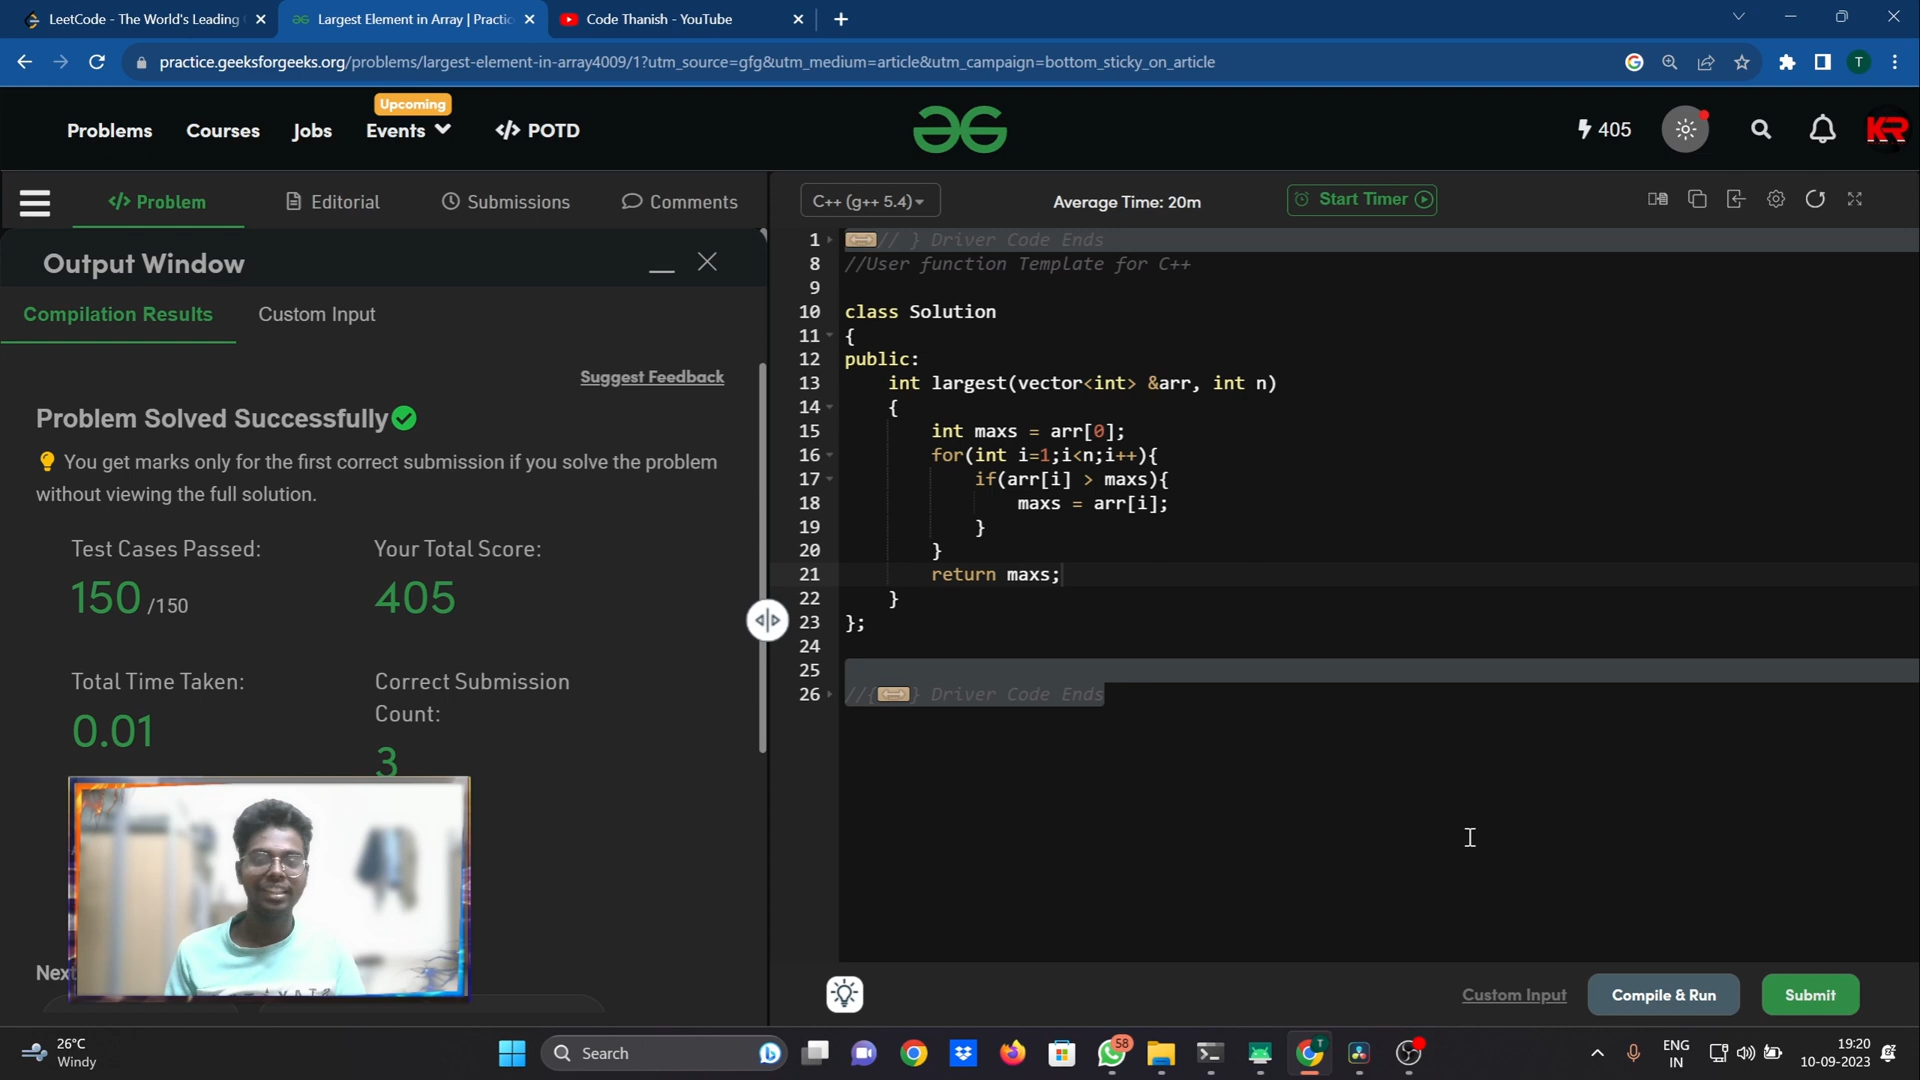 LeetCode - The World's Leading
Largest Element in Array | Practic
Code Thanish - YouTube
practice.geeksforgeeks.org/problems/largest-element-in-array4009/1?utm_source=gfg&utm_medium=article&utm_campaign=bottom_sticky_on_article
T
Upcoming
Problems
Courses
Jobs
Events
</> POTD
405
KR
</> Problem
Editorial
Submissions
Comments
C++ (g++ 5.4)
Average Time: 20m
Start Timer
Output Window
Compilation Results
Custom Input
Suggest Feedback
Problem Solved Successfully
You get marks only for the first correct submission if you solve the problem
without viewing the full solution.
Test Cases Passed:
150 /150
Your Total Score:
405
Total Time Taken:
0.01
Correct Submission
Count:
3
Nex
1 // } Driver Code Ends
8 //User function Template for C++
9
10 class Solution
11 {
12 public:
13 int largest(vector<int> &arr, int n)
14 {
15 int maxs = arr[0];
16 for(int i=1;i<n;i++){
17 if(arr[i] > maxs){
18 maxs = arr[i];
19 }
20 }
21 return maxs;
22 }
23 };
24
25
26 //{ } Driver Code Ends
Custom Input
Compile & Run
Submit
26°C
Windy
Search
58
T
ENG
IN
19:20
10-09-2023